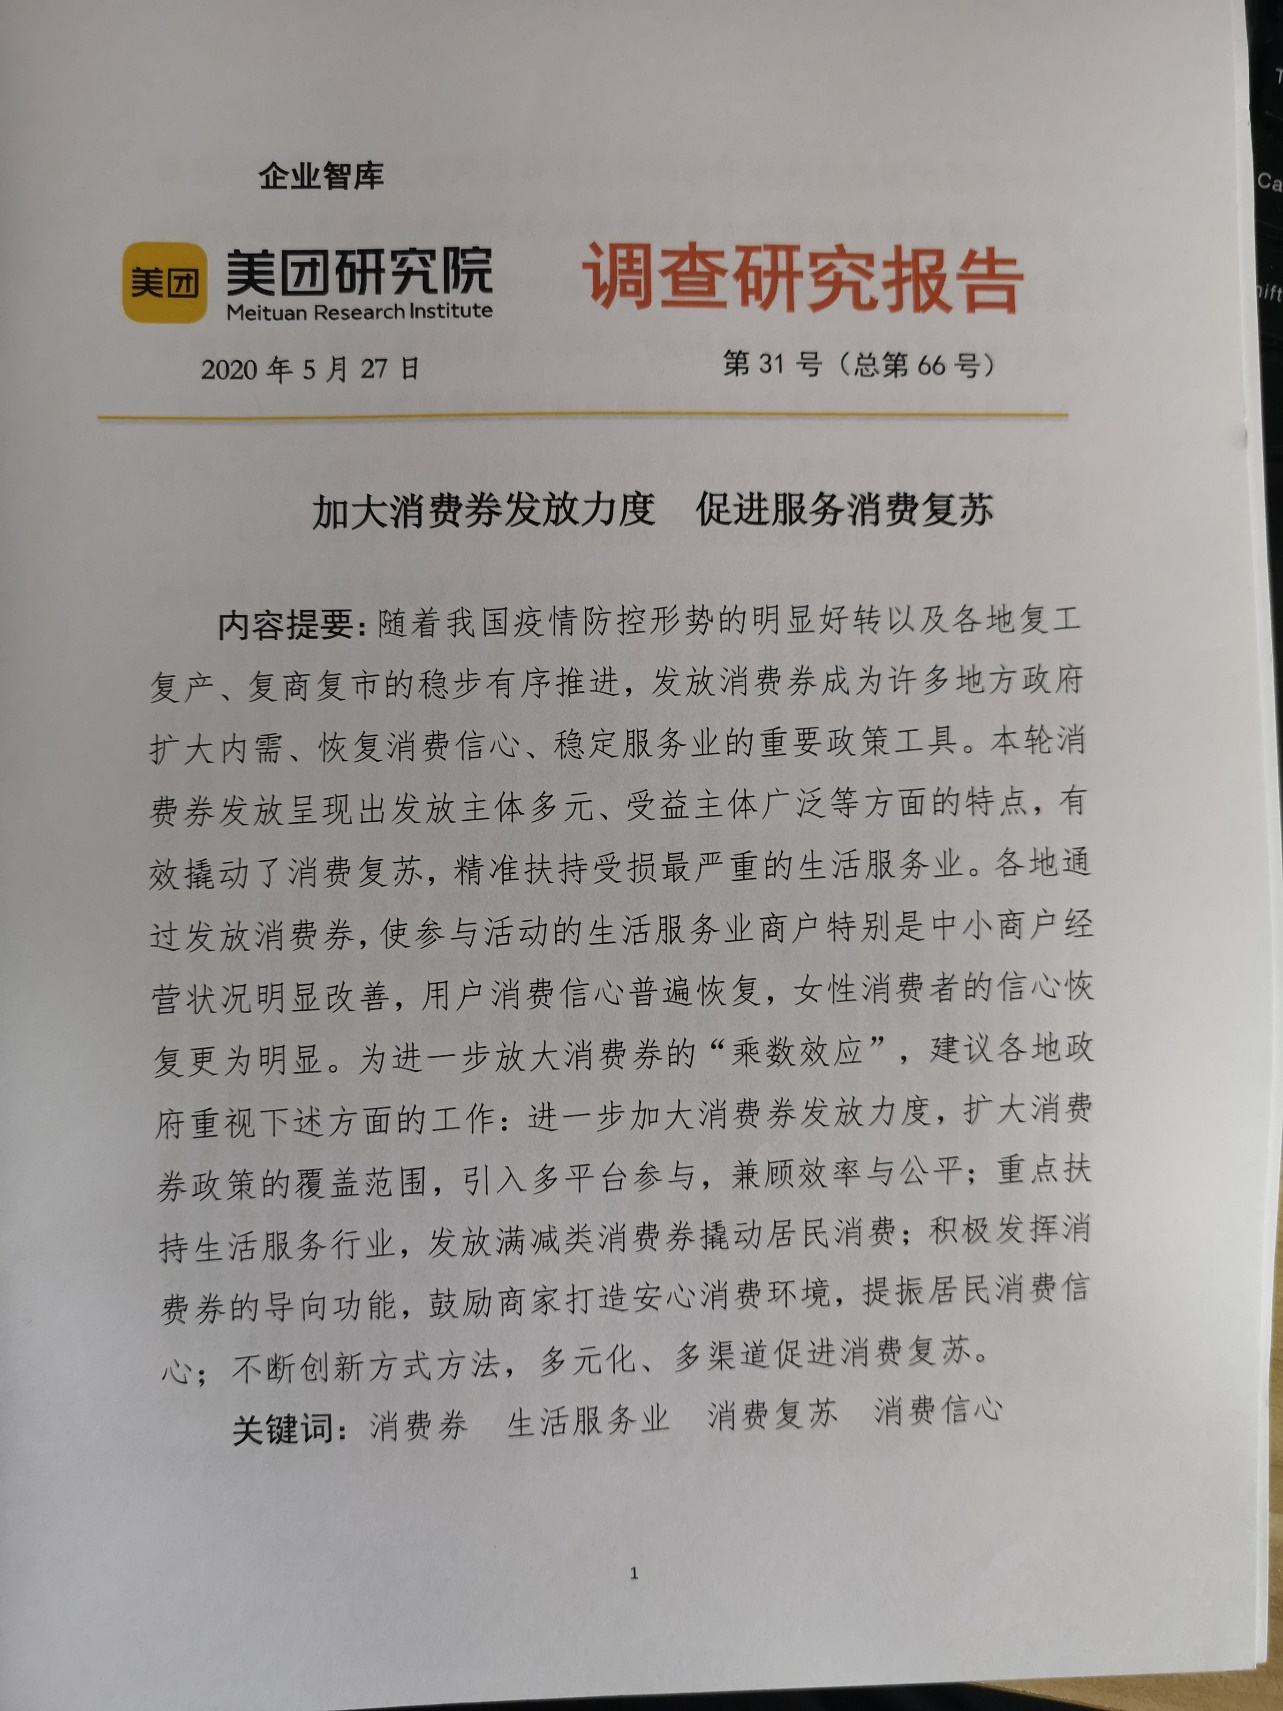 企业智库
美团 美团研究院 调查研究报告
Meituan Research Institute
2020 年 5 月 27 日 第 31 号（总第 66 号）
加大消费券发放力度 促进服务消费复苏
内容提要：随着我国疫情防控形势的明显好转以及各地复工
复产、复商复市的稳步有序推进，发放消费券成为许多地方政府
扩大内需、恢复消费信心、稳定服务业的重要政策工具。本轮消
费券发放呈现出发放主体多元、受益主体广泛等方面的特点，有
效撬动了消费复苏，精准扶持受损最严重的生活服务业。各地通
过发放消费券，使参与活动的生活服务业商户特别是中小商户经
营状况明显改善，用户消费信心普遍恢复，女性消费者的信心恢
复更为明显。为进一步放大消费券的“乘数效应”，建议各地政
府重视下述方面的工作：进一步加大消费券发放力度，扩大消费
券政策的覆盖范围，引入多平台参与，兼顾效率与公平；重点扶
持生活服务行业，发放满减类消费券撬动居民消费；积极发挥消
费券的导向功能，鼓励商家打造安心消费环境，提振居民消费信
心；不断创新方式方法，多元化、多渠道促进消费复苏。
关键词：消费券 生活服务业 消费复苏 消费信心
1
Ca